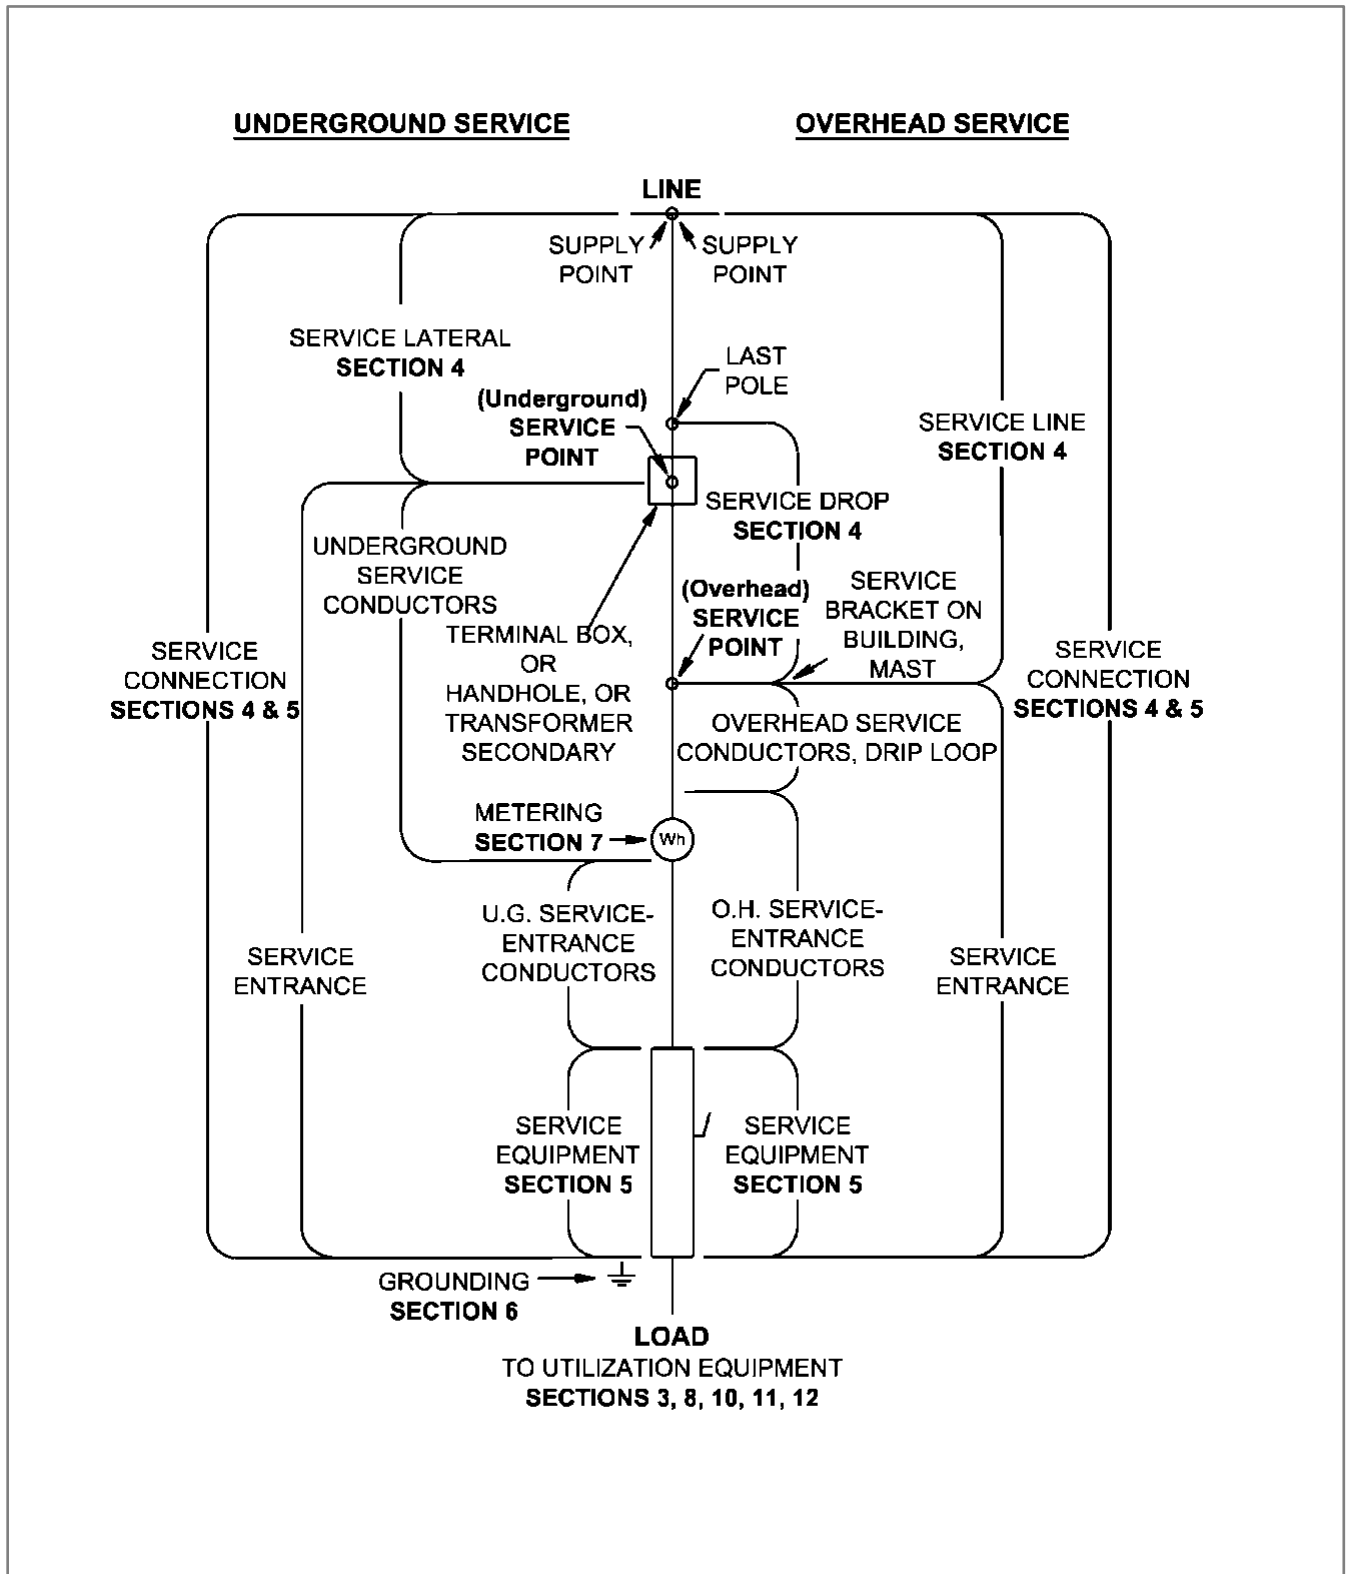 UNDERGROUND SERVICE
OVERHEAD SERVICE
LINE
SUPPLY
POINT
SUPPLY
POINT
SERVICE LATERAL
SECTION 4
LAST
POLE
(Underground)
SERVICE
POINT
SERVICE LINE
SECTION 4
SERVICE DROP
SECTION 4
UNDERGROUND
SERVICE
CONDUCTORS
(Overhead)
SERVICE
POINT
SERVICE
BRACKET ON
BUILDING,
MAST
TERMINAL BOX,
OR
HANDHOLE, OR
TRANSFORMER
SECONDARY
SERVICE
CONNECTION
SECTIONS 4 & 5
SERVICE
CONNECTION
SECTIONS 4 & 5
OVERHEAD SERVICE
CONDUCTORS, DRIP LOOP
METERING
SECTION 7
Wh
U.G. SERVICE-
ENTRANCE
CONDUCTORS
O.H. SERVICE-
ENTRANCE
CONDUCTORS
SERVICE
ENTRANCE
SERVICE
ENTRANCE
SERVICE
EQUIPMENT
SECTION 5
SERVICE
EQUIPMENT
SECTION 5
GROUNDING
SECTION 6
LOAD
TO UTILIZATION EQUIPMENT
SECTIONS 3, 8, 10, 11, 12